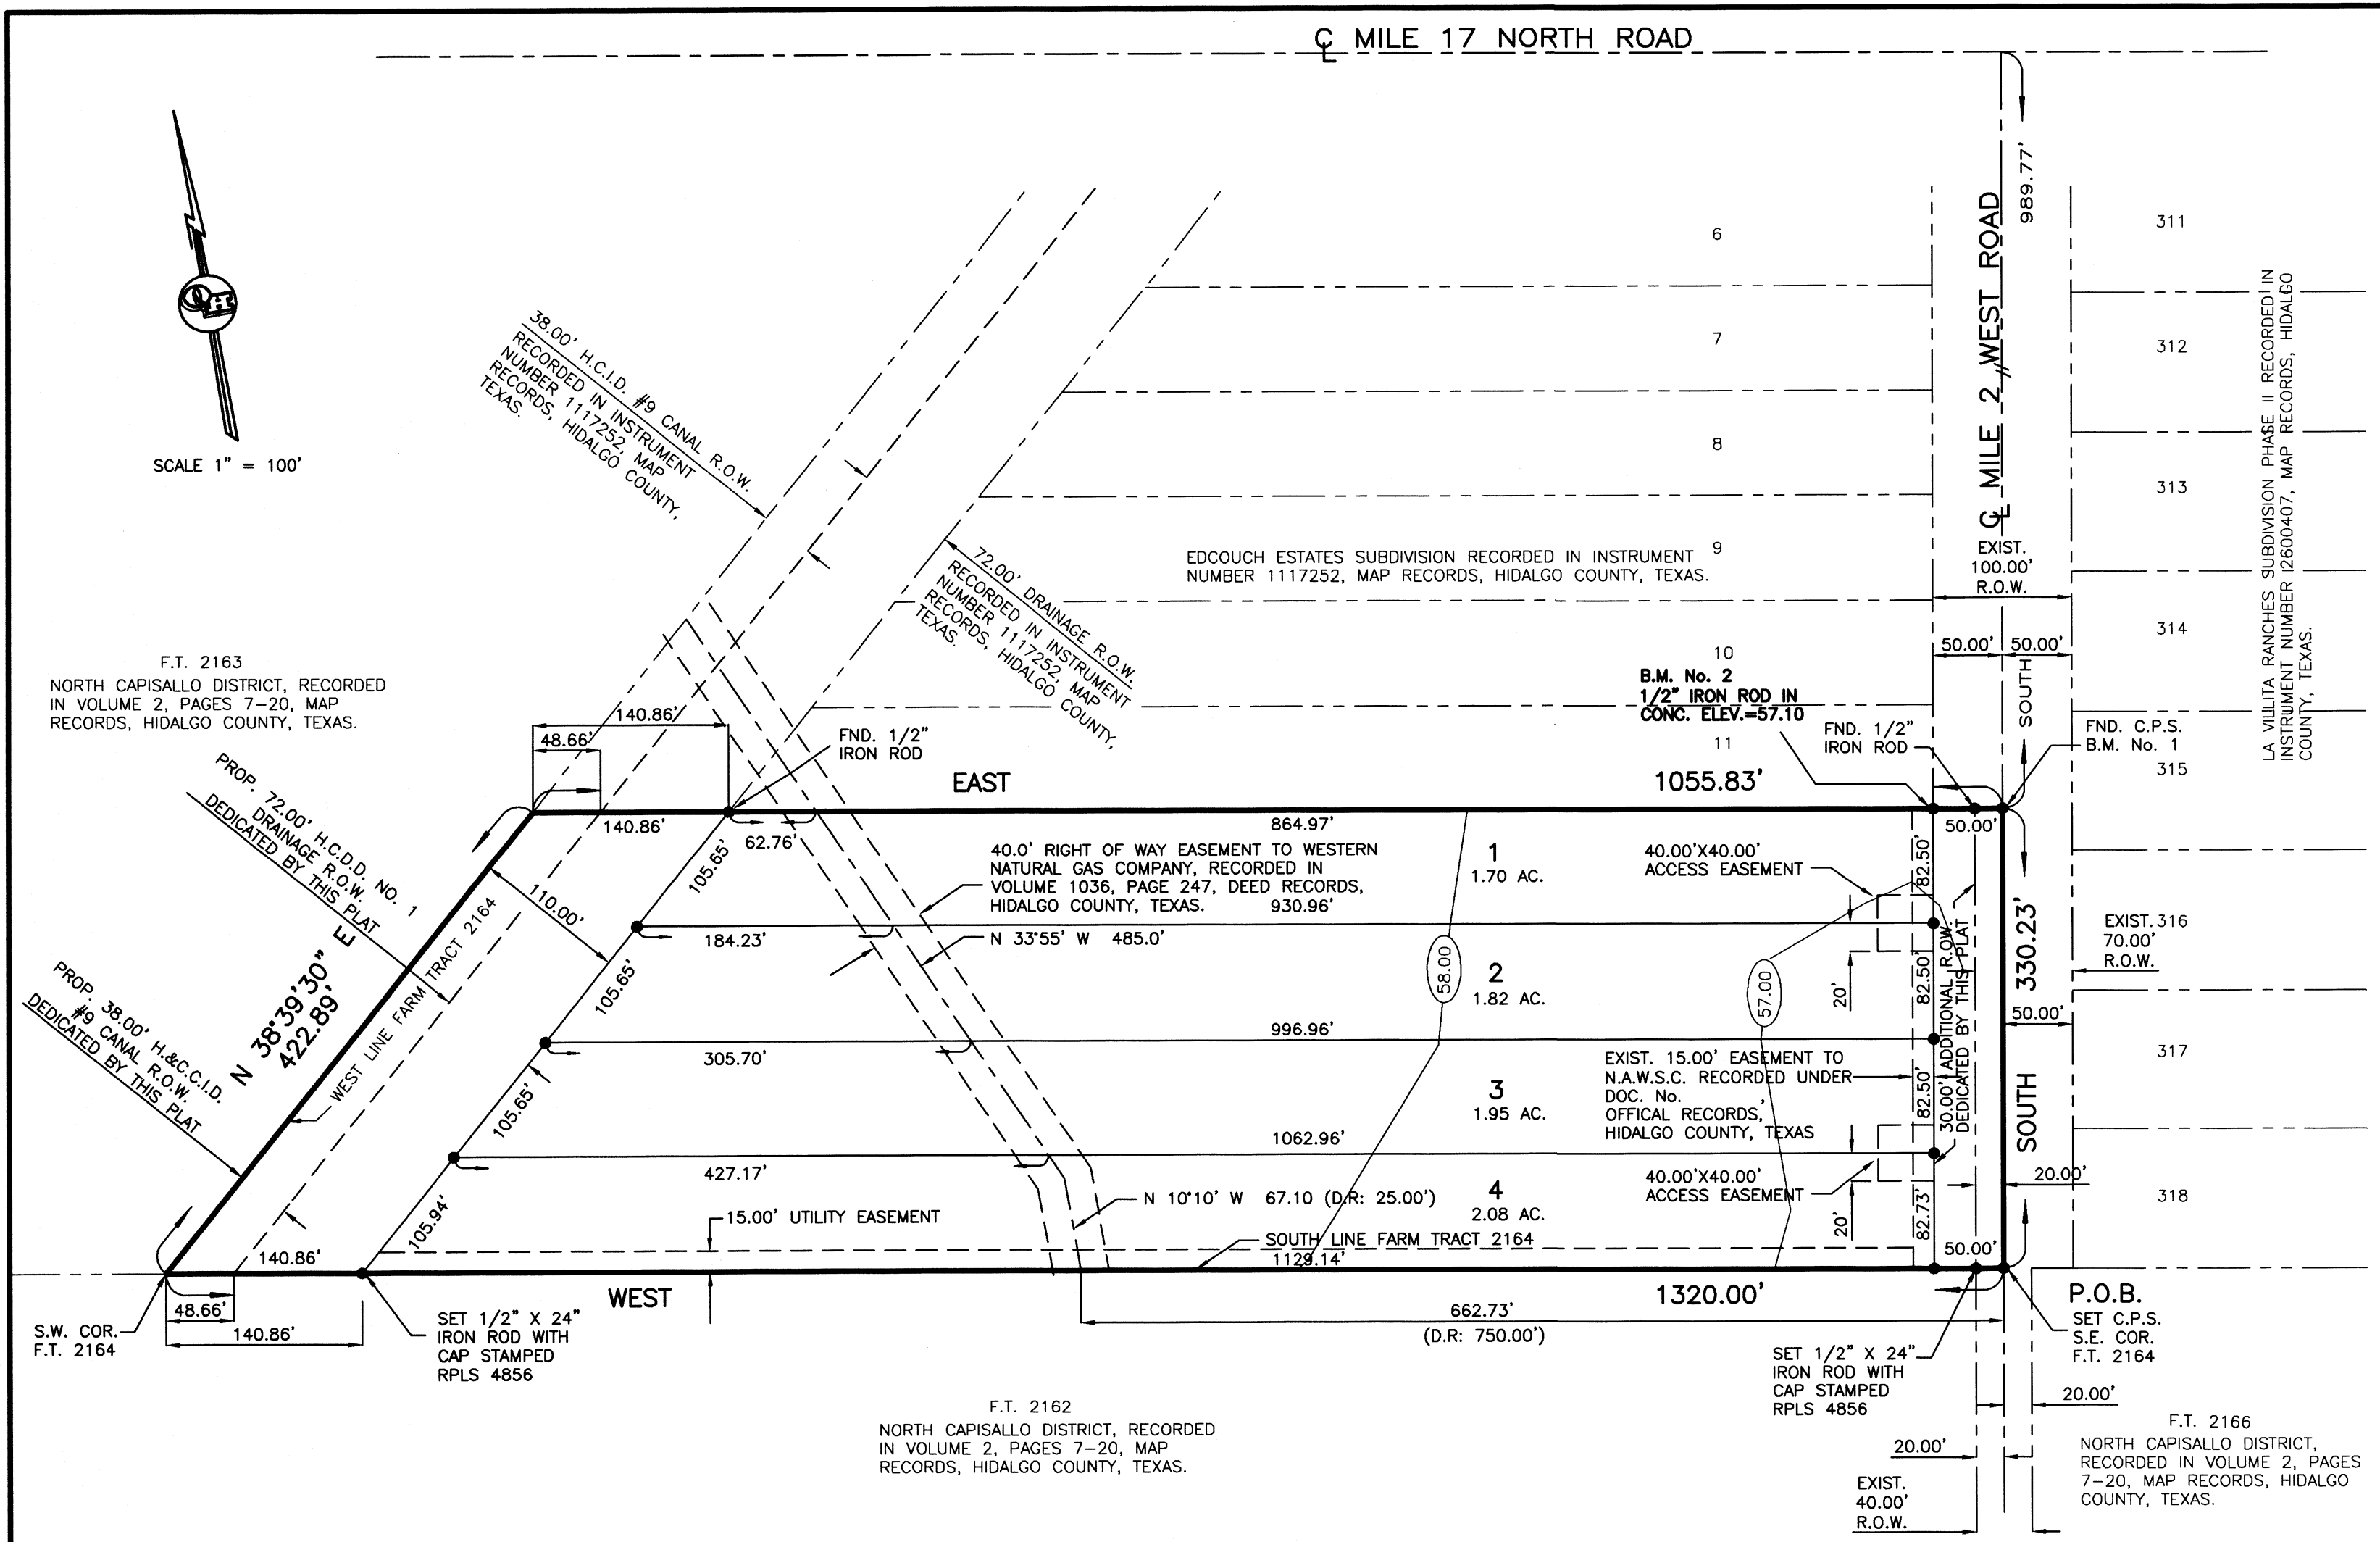 ℄ MILE 17 NORTH ROAD
989.77'
℄ MILE 2 WEST ROAD
SCALE 1" = 100'
38.00' H.C.I.D. #9 CANAL R.O.W.
RECORDED IN INSTRUMENT
NUMBER 1117252, MAP
RECORDS, HIDALGO COUNTY,
TEXAS.
72.00' DRAINAGE R.O.W.
RECORDED IN INSTRUMENT
NUMBER 1117252, MAP
RECORDS, HIDALGO COUNTY,
TEXAS.
6
7
8
9
10
11
EDCOUCH ESTATES SUBDIVISION RECORDED IN INSTRUMENT
NUMBER 1117252, MAP RECORDS, HIDALGO COUNTY, TEXAS.
311
312
313
314
315
316
317
318
LA VILLITA RANCHES SUBDIVISION PHASE II RECORDED IN
INSTRUMENT NUMBER 12600407, MAP RECORDS, HIDALGO
COUNTY, TEXAS.
EXIST.
100.00'
R.O.W.
50.00'
50.00'
SOUTH
F.T. 2163
NORTH CAPISALLO DISTRICT, RECORDED
IN VOLUME 2, PAGES 7-20, MAP
RECORDS, HIDALGO COUNTY, TEXAS.
B.M. No. 2
1/2" IRON ROD IN
CONC. ELEV.=57.10
FND. 1/2"
IRON ROD
FND. C.P.S.
B.M. No. 1
140.86'
48.66'
FND. 1/2"
IRON ROD
EAST
1055.83'
PROP. 72.00' H.C.D.D. NO. 1
DRAINAGE R.O.W.
DEDICATED BY THIS PLAT
PROP. 38.00' H.&C.C.I.D.
#9 CANAL R.O.W.
DEDICATED BY THIS PLAT
N 38°39'30" E
422.89'
WEST LINE FARM TRACT 2164
110.00'
140.86'
62.76'
864.97'
50.00'
105.65'
40.0' RIGHT OF WAY EASEMENT TO WESTERN
NATURAL GAS COMPANY, RECORDED IN
VOLUME 1036, PAGE 247, DEED RECORDS,
HIDALGO COUNTY, TEXAS.
930.96'
1
1.70 AC.
40.00'X40.00'
ACCESS EASEMENT
82.50'
184.23'
N 33°55' W 485.0'
58.00
57.00
2
1.82 AC.
20'
82.50'
30.00' ADDITIONAL R.O.W.
DEDICATED BY THIS PLAT
330.23'
SOUTH
EXIST.
70.00'
R.O.W.
50.00'
105.65'
305.70'
996.96'
3
1.95 AC.
EXIST. 15.00' EASEMENT TO
N.A.W.S.C. RECORDED UNDER
DOC. No. ,
OFFICAL RECORDS,
HIDALGO COUNTY, TEXAS
82.50'
105.65'
1062.96'
427.17'
N 10°10' W 67.10 (D.R: 25.00')
4
2.08 AC.
40.00'X40.00'
ACCESS EASEMENT
20'
82.73'
20.00'
105.94'
15.00' UTILITY EASEMENT
SOUTH LINE FARM TRACT 2164
1129.14'
50.00'
140.86'
48.66'
140.86'
WEST
1320.00'
662.73'
(D.R: 750.00')
S.W. COR.
F.T. 2164
SET 1/2" X 24"
IRON ROD WITH
CAP STAMPED
RPLS 4856
P.O.B.
SET C.P.S.
S.E. COR.
F.T. 2164
SET 1/2" X 24"
IRON ROD WITH
CAP STAMPED
RPLS 4856
20.00'
20.00'
EXIST.
40.00'
R.O.W.
F.T. 2162
NORTH CAPISALLO DISTRICT, RECORDED
IN VOLUME 2, PAGES 7-20, MAP
RECORDS, HIDALGO COUNTY, TEXAS.
F.T. 2166
NORTH CAPISALLO DISTRICT,
RECORDED IN VOLUME 2, PAGES
7-20, MAP RECORDS, HIDALGO
COUNTY, TEXAS.